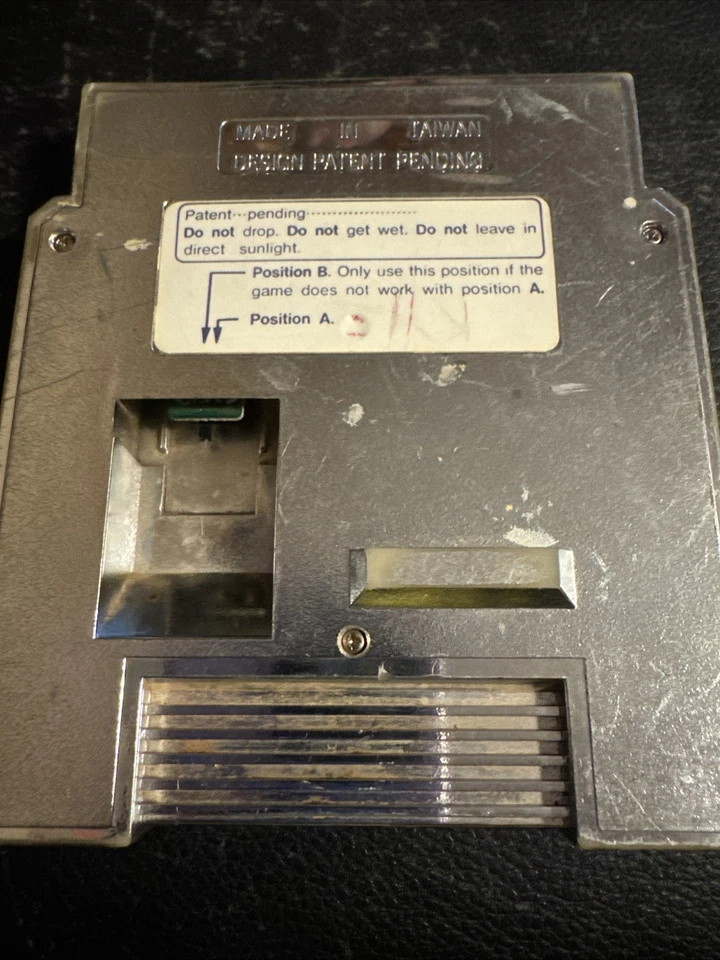 MADE IN TAIWAN
DESIGN PATENT PENDING
Patent···pending·····················
Do not drop. Do not get wet. Do not leave in
direct sunlight.
Position B. Only use this position if the
game does not work with position A.
Position A.